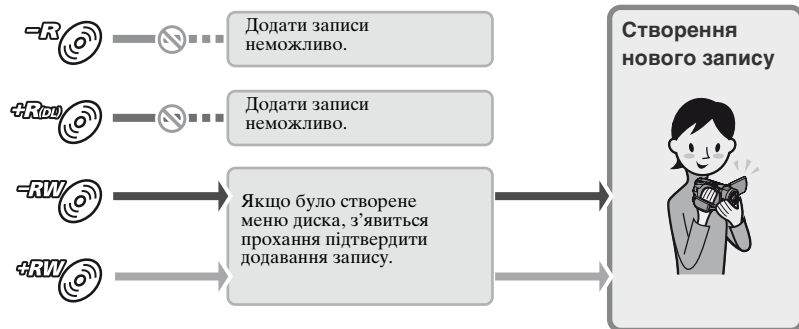 -R
Додати записи
неможливо.
+R(DL)
Додати записи
неможливо.
-RW
+RW
Якщо було створене
меню диска, з’явиться
прохання підтвердити
додавання запису.
Створення
нового запису